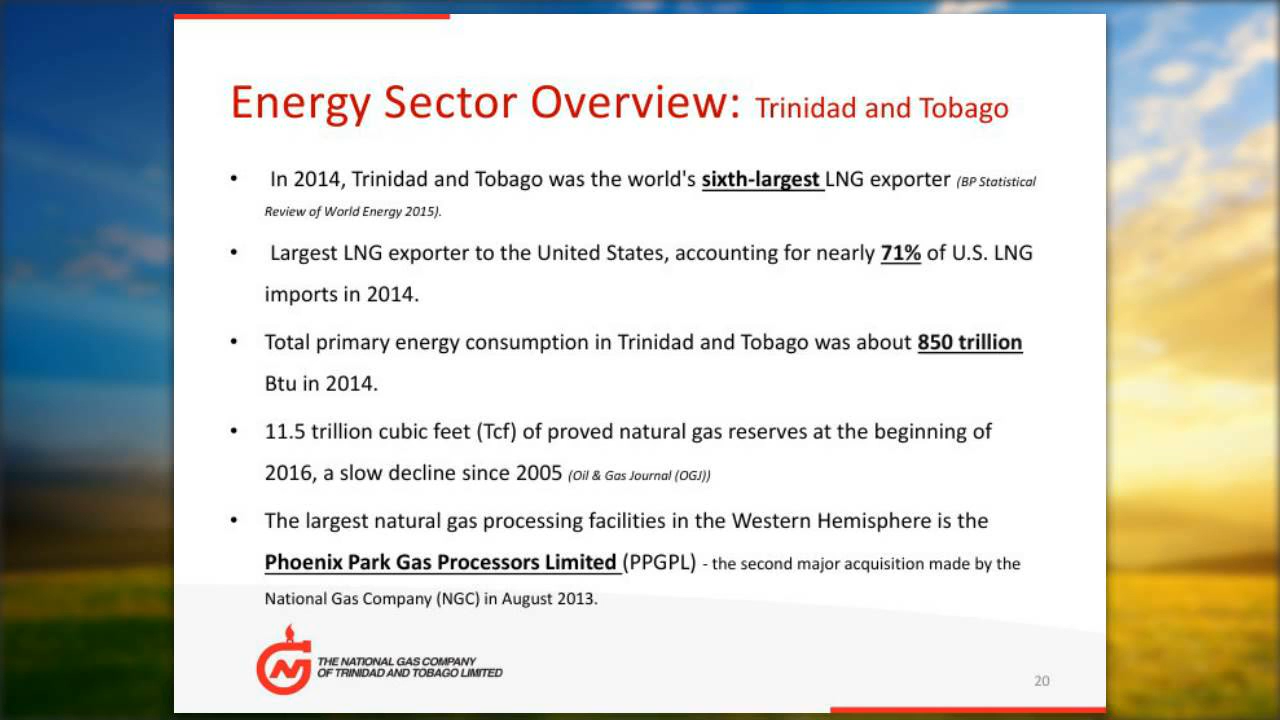 Energy Sector Overview: Trinidad and Tobago
• In 2014, Trinidad and Tobago was the world's sixth-largest LNG exporter (BP Statistical
Review of World Energy 2015).
• Largest LNG exporter to the United States, accounting for nearly 71% of U.S. LNG
imports in 2014.
• Total primary energy consumption in Trinidad and Tobago was about 850 trillion
Btu in 2014.
• 11.5 trillion cubic feet (Tcf) of proved natural gas reserves at the beginning of
2016, a slow decline since 2005 (Oil & Gas Journal (OGJ))
• The largest natural gas processing facilities in the Western Hemisphere is the
Phoenix Park Gas Processors Limited (PPGPL) - the second major acquisition made by the
National Gas Company (NGC) in August 2013.
THE NATIONAL GAS COMPANY
OF TRINIDAD AND TOBAGO LIMITED
20